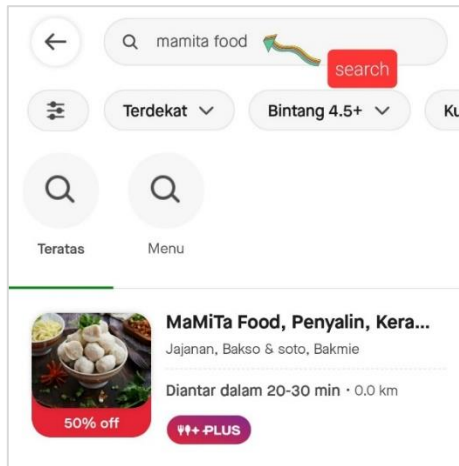 mamita food
search
Terdekat
Bintang 4.5+
Ku
Teratas
Menu
MaMiTa Food, Penyalin, Kera...
Jajanan, Bakso & soto, Bakmie
Diantar dalam 20-30 min · 0.0 km
50% off
PLUS